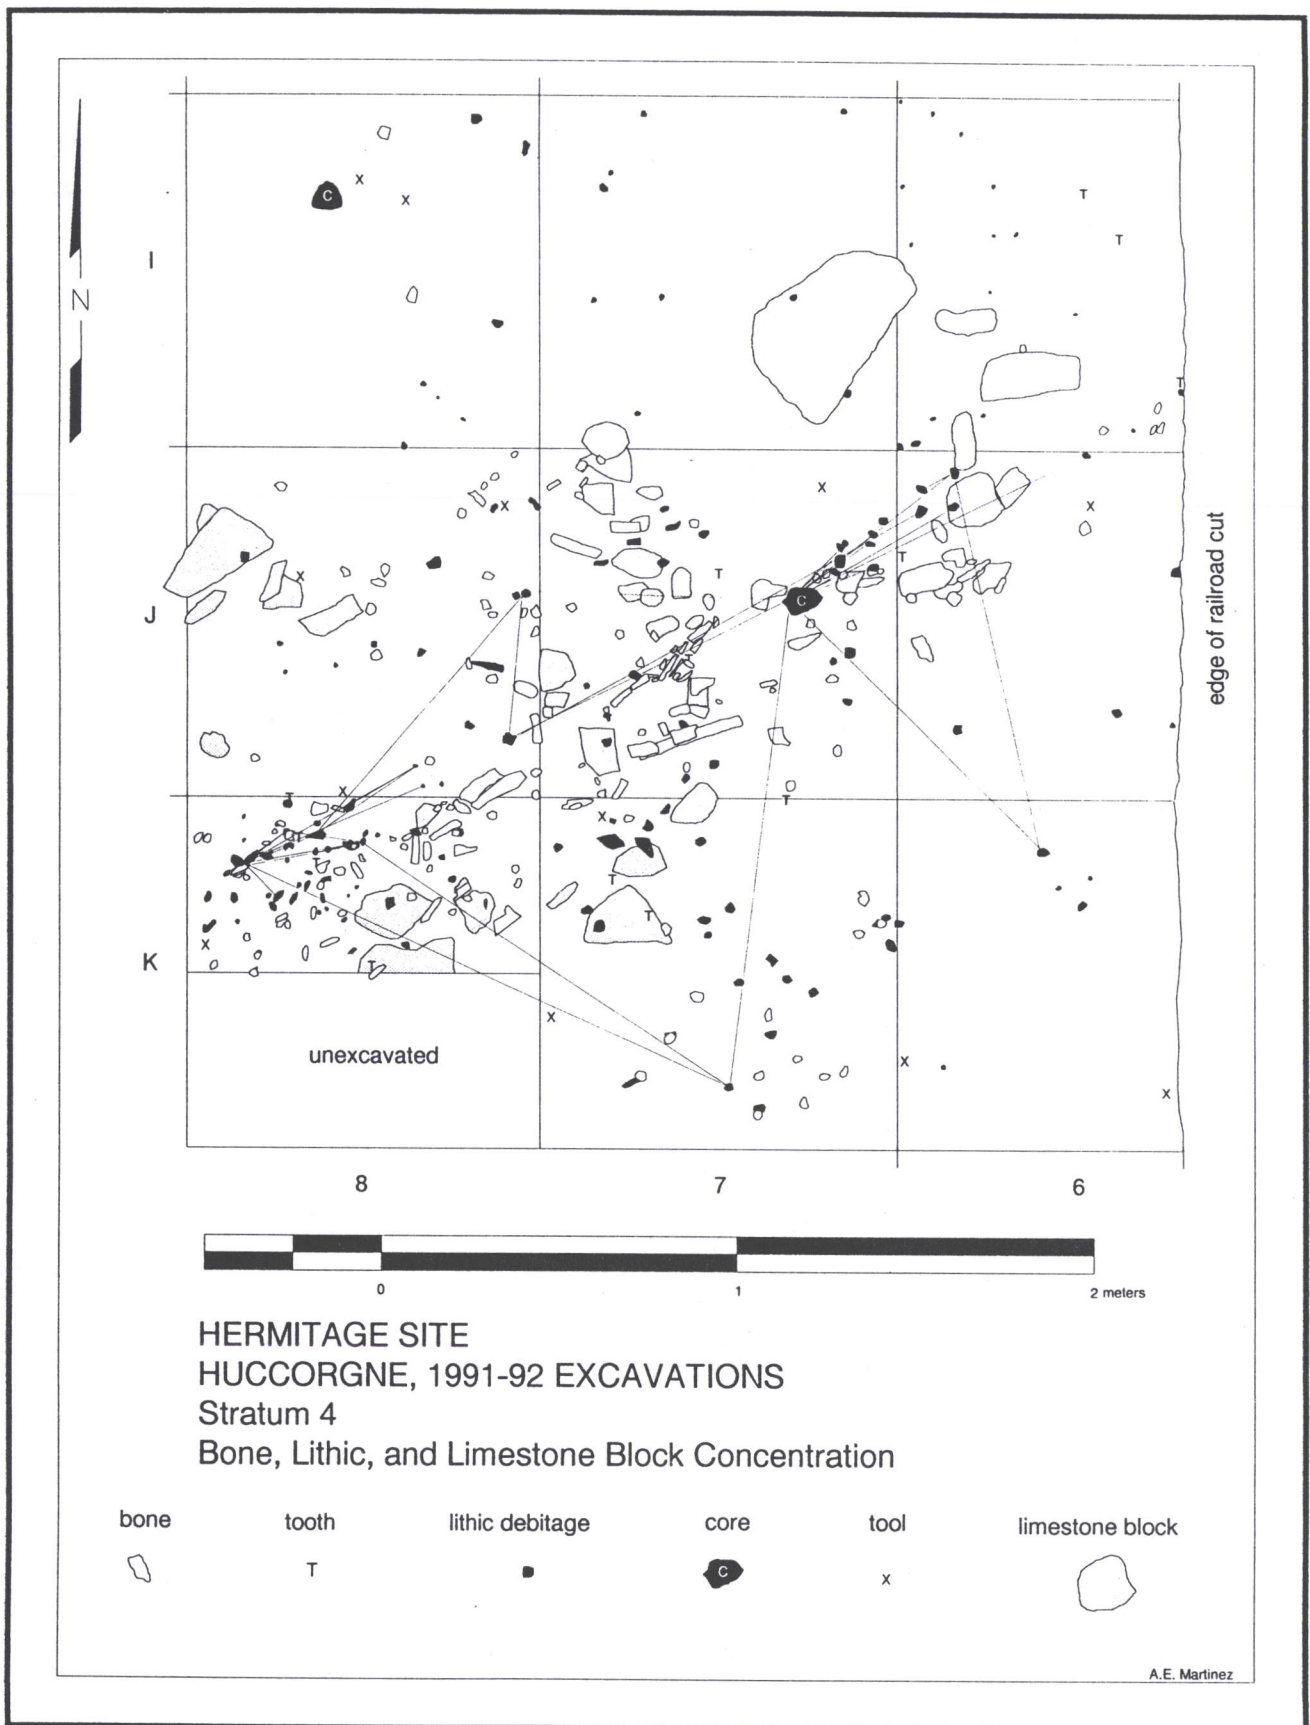 N
I
J
K
C
C
edge of railroad cut
unexcavated
8 7 6
0 1 2 meters
HERMITAGE SITE
HUCCORGNE, 1991-92 EXCAVATIONS
Stratum 4
Bone, Lithic, and Limestone Block Concentration
bone tooth lithic debitage core tool limestone block
T C x
A.E. Martinez